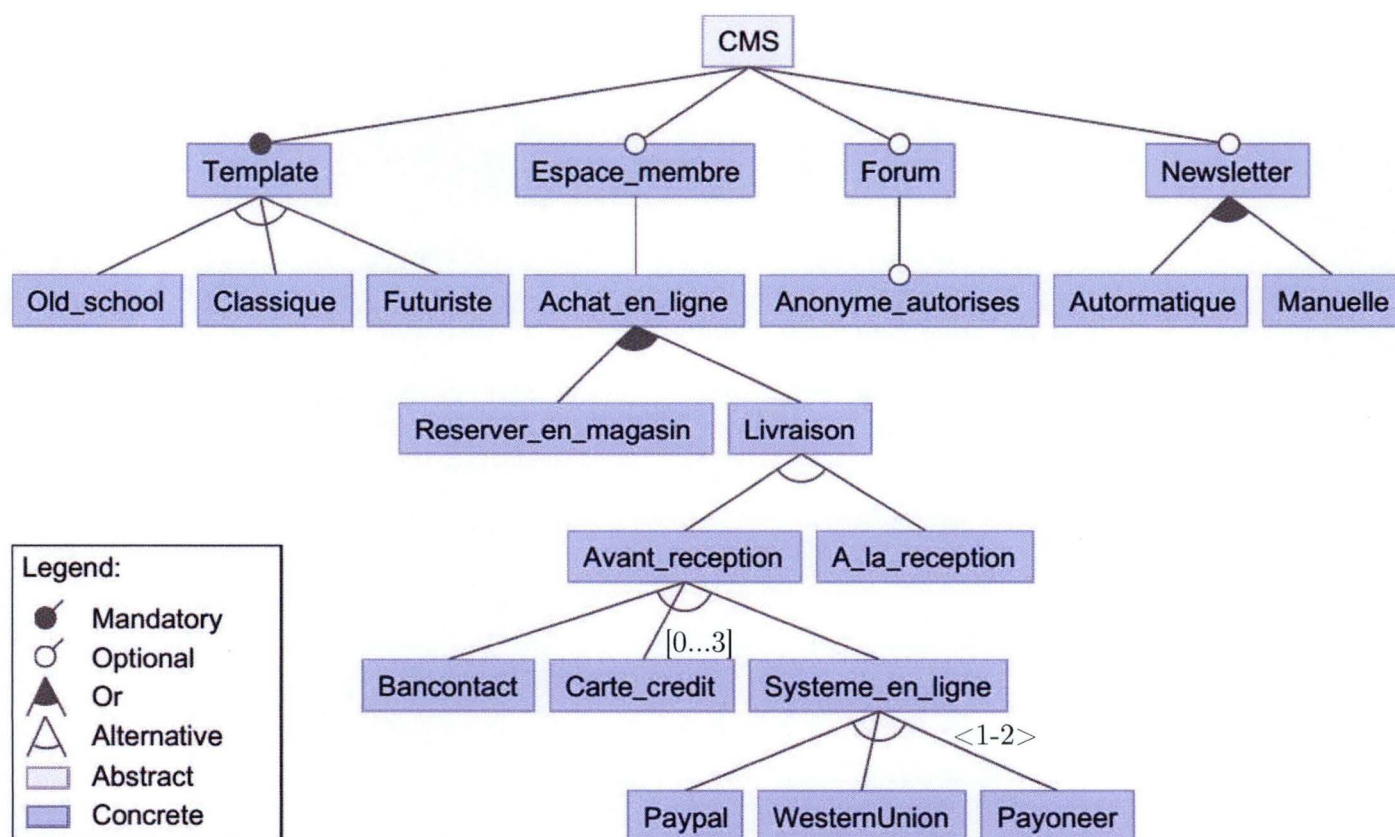 CMS
Template Espace_membre Forum Newsletter
Old_school Classique Futuriste Achat_en_ligne Anonyme_autorises Autormatique Manuelle
Reserver_en_magasin Livraison
Legend:
Avant_reception A_la_reception
Mandatory
Optional
[0...3]
Or
Bancontact Carte_credit Systeme_en_ligne
Alternative
<1-2>
Abstract
Concrete
Paypal WesternUnion Payoneer